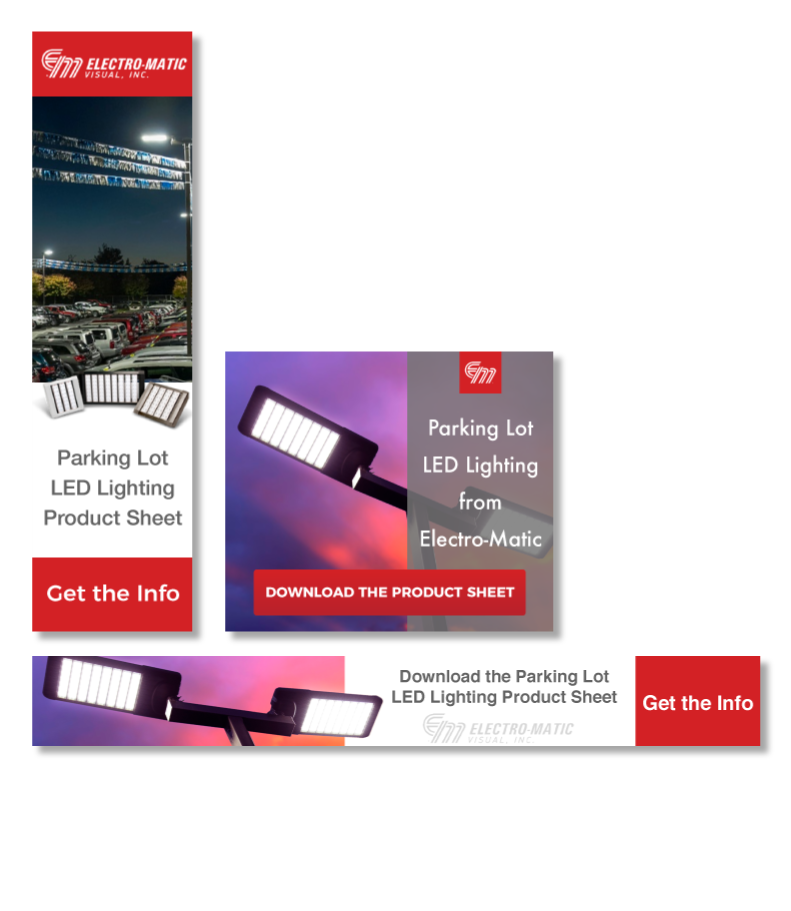 EM ELECTRO-MATIC
VISUAL, INC.
Parking Lot
LED Lighting
Product Sheet
Get the Info
EM
Parking Lot
LED Lighting
from
Electro-Matic
DOWNLOAD THE PRODUCT SHEET
Download the Parking Lot
LED Lighting Product Sheet
EM ELECTRO-MATIC
VISUAL, INC.
Get the Info